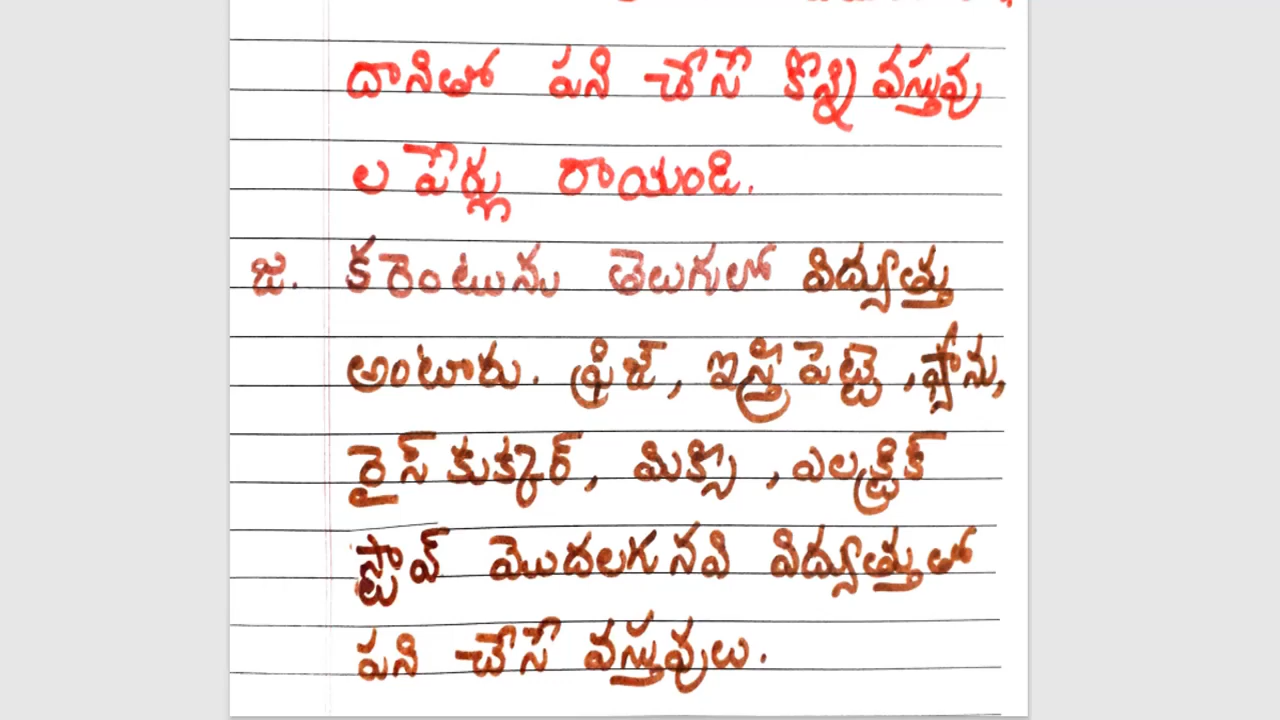 దానితో పని చేసే కొన్ని వస్తువు
ల పేర్లు రాయండి.
జ. కరెంటును తెలుగులో విద్యుత్తు
అంటారు. ఫ్రిజ్, ఇస్త్రీ పెట్టె, ఫ్యాను,
రైస్ కుక్కర్, మిక్సి, ఎలక్ట్రిక్
స్టావ్ మొదలగునవి విద్యుత్తుతో
పని చేసే వస్తువులు.